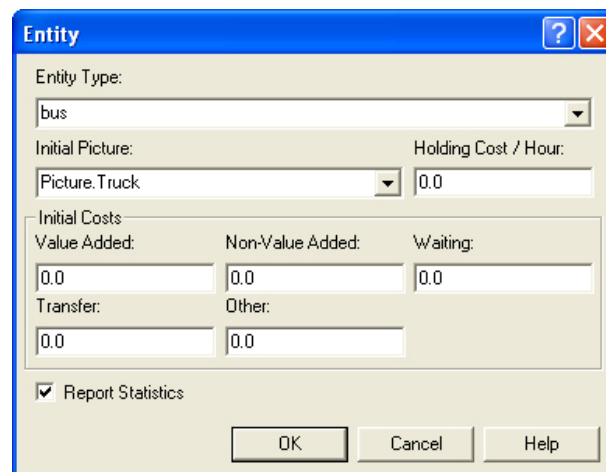 Entity
Entity Type:
bus
Initial Picture: Holding Cost / Hour:
Picture.Truck 0.0
Initial Costs
Value Added: Non-Value Added: Waiting:
0.0 0.0 0.0
Transfer: Other:
0.0 0.0
Report Statistics
OK Cancel Help